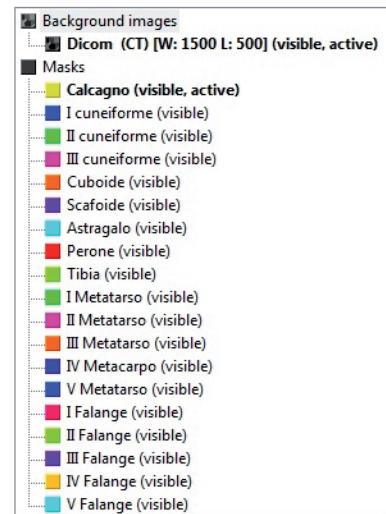 Background images
Dicom (CT) [W: 1500 L: 500] (visible, active)
Masks
Calcagno (visible, active)
I cuneiforme (visible)
II cuneiforme (visible)
III cuneiforme (visible)
Cuboide (visible)
Scafoide (visible)
Astragalo (visible)
Perone (visible)
Tibia (visible)
I Metatarso (visible)
II Metatarso (visible)
III Metatarso (visible)
IV Metacarpo (visible)
V Metatarso (visible)
I Falange (visible)
II Falange (visible)
III Falange (visible)
IV Falange (visible)
V Falange (visible)